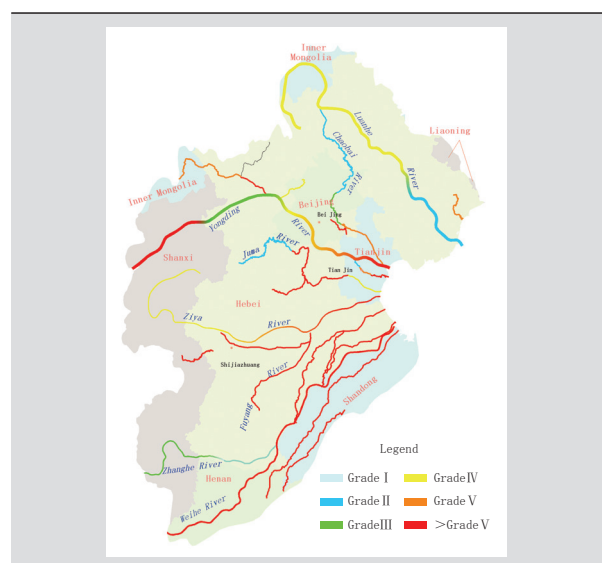 Inner
Mongolia
Luanhe
Liaoning
Chaobai
River
River
Inner Mongolia
Beijing
Bei Jing
Yongding
River
River
Juma
Tianjin
Tian Jin
Shanxi
Hebei
Ziya
River
Shijiazhuang
River
Fuyang
Shandong
Zhanghe River
Henan
Weihe River
Legend
Grade Ⅰ
Grade Ⅱ
GradeⅢ
GradeⅣ
Grade Ⅴ
>Grade Ⅴ